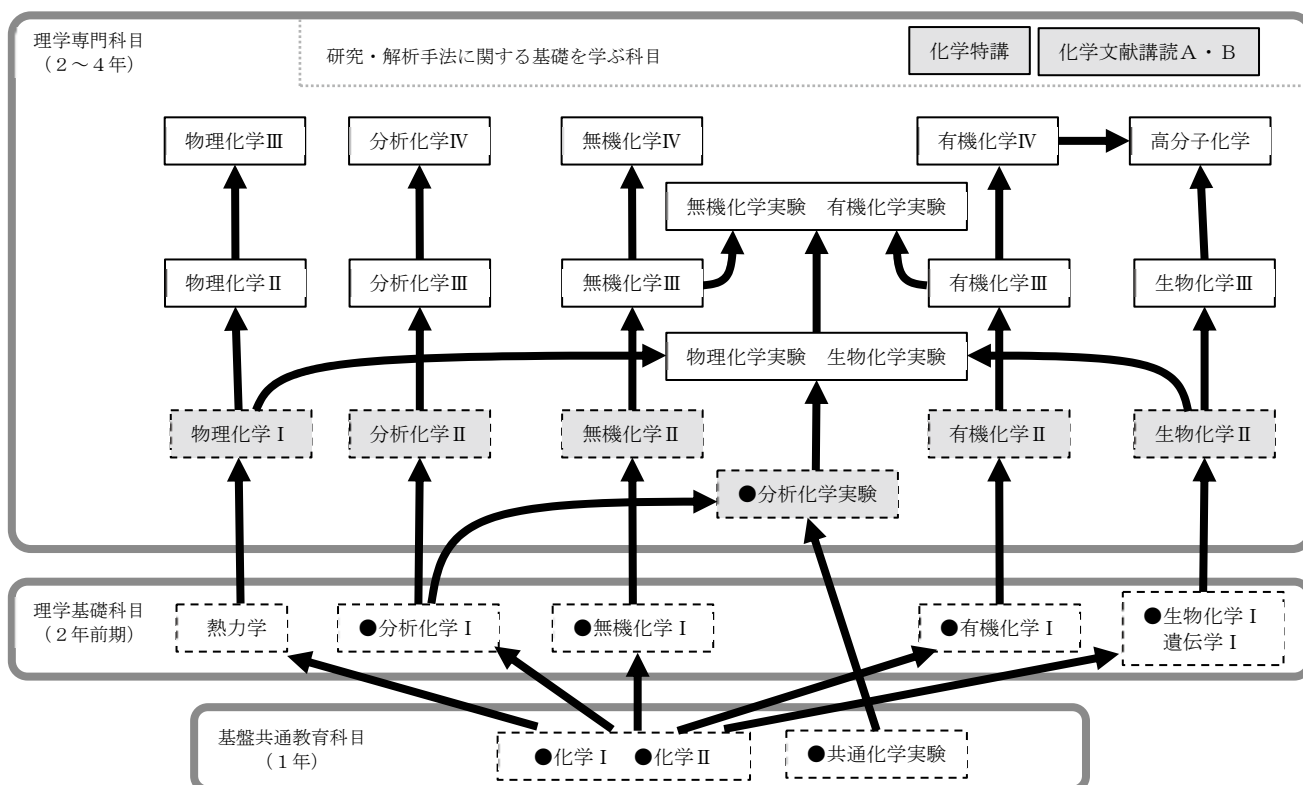 理学専門科目
(2~4年)
研究・解析手法に関する基礎を学ぶ科目
化学特講
化学文献講読A・B
物理化学Ⅲ
分析化学Ⅳ
無機化学Ⅳ
有機化学Ⅳ
高分子化学
無機化学実験 有機化学実験
物理化学Ⅱ
分析化学Ⅲ
無機化学Ⅲ
有機化学Ⅲ
生物化学Ⅲ
物理化学実験 生物化学実験
物理化学Ⅰ
分析化学Ⅱ
無機化学Ⅱ
有機化学Ⅱ
生物化学Ⅱ
●分析化学実験
理学基礎科目
(2年前期)
熱力学
●分析化学Ⅰ
●無機化学Ⅰ
●有機化学Ⅰ
●生物化学Ⅰ
遺伝学Ⅰ
基盤共通教育科目
(1年)
●化学Ⅰ ●化学Ⅱ
●共通化学実験